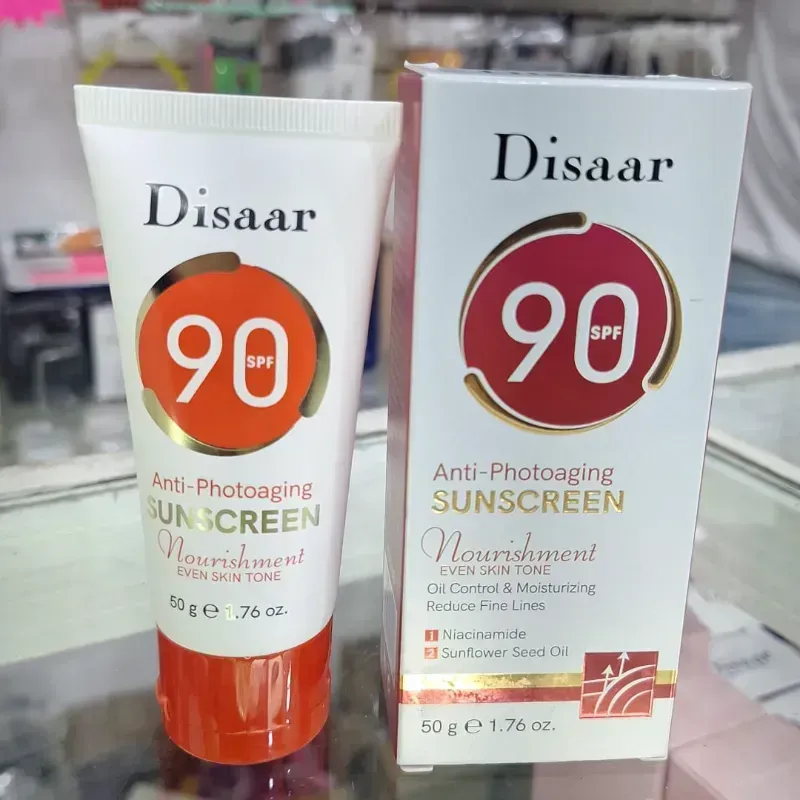 Disaar
90
SPF
Anti-Photoaging
SUNSCREEN
Nourishment
EVEN SKIN TONE
50 g e 1.76 oz.
Disaar
90
SPF
Anti-Photoaging
SUNSCREEN
Nourishment
EVEN SKIN TONE
Oil Control & Moisturizing
Reduce Fine Lines
1 Niacinamide
2 Sunflower Seed Oil
50 g e 1.76 oz.